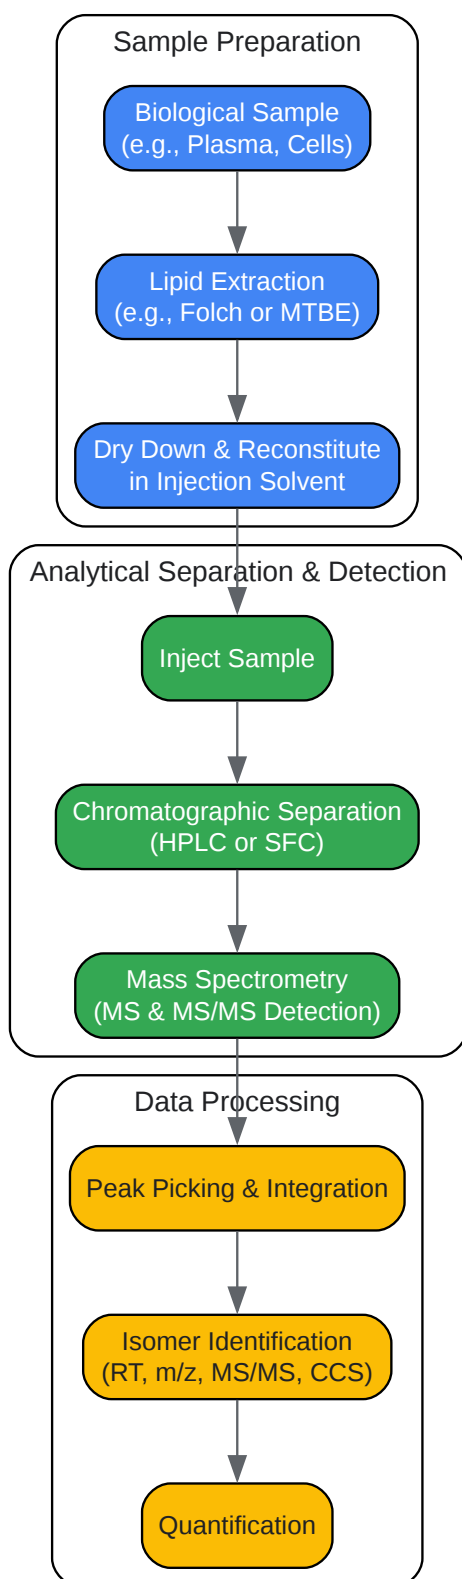 Sample Preparation
Biological Sample
(e.g., Plasma, Cells)
Lipid Extraction
(e.g., Folch or MTBE)
Dry Down & Reconstitute
in Injection Solvent
Analytical Separation & Detection
Inject Sample
Chromatographic Separation
(HPLC or SFC)
Mass Spectrometry
(MS & MS/MS Detection)
Data Processing
Peak Picking & Integration
Isomer Identification
(RT, m/z, MS/MS, CCS)
Quantification